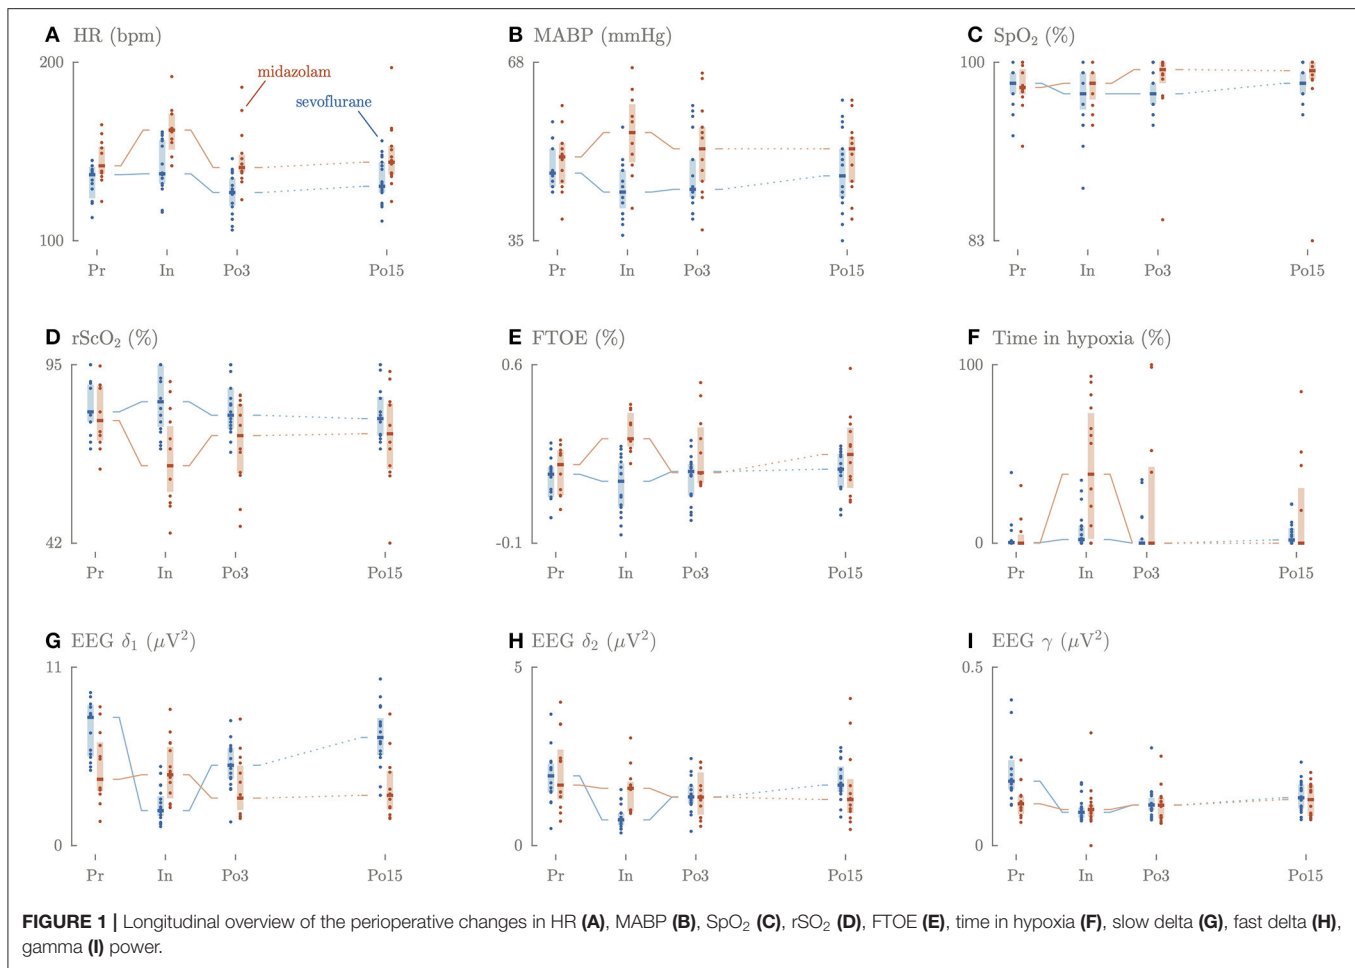 A HR (bpm)
200
100
midazolam
sevoflurane
Pr In Po3 Po15
B MABP (mmHg)
68
35
Pr In Po3 Po15
C SpO₂ (%)
100
83
Pr In Po3 Po15
D rScO₂ (%)
95
42
Pr In Po3 Po15
E FTOE (%)
0.6
-0.1
Pr In Po3 Po15
F Time in hypoxia (%)
100
0
Pr In Po3 Po15
G EEG δ₁ (μV²)
11
0
Pr In Po3 Po15
H EEG δ₂ (μV²)
5
0
Pr In Po3 Po15
I EEG γ (μV²)
0.5
0
Pr In Po3 Po15
FIGURE 1 | Longitudinal overview of the perioperative changes in HR (A), MABP (B), SpO₂ (C), rSO₂ (D), FTOE (E), time in hypoxia (F), slow delta (G), fast delta (H),
gamma (I) power.